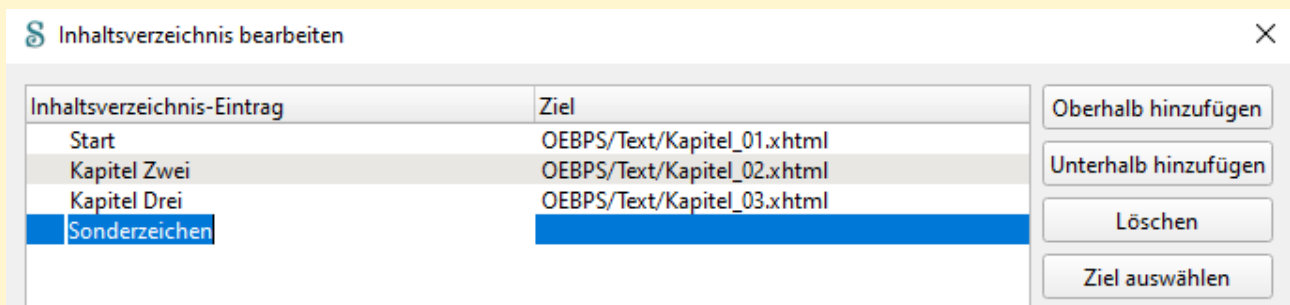 Inhaltsverzeichnis bearbeiten
Inhaltsverzeichnis-Eintrag Ziel
Start OEBPS/Text/Kapitel_01.xhtml
Kapitel Zwei OEBPS/Text/Kapitel_02.xhtml
Kapitel Drei OEBPS/Text/Kapitel_03.xhtml
Sonderzeichen
Oberhalb hinzufügen
Unterhalb hinzufügen
Löschen
Ziel auswählen